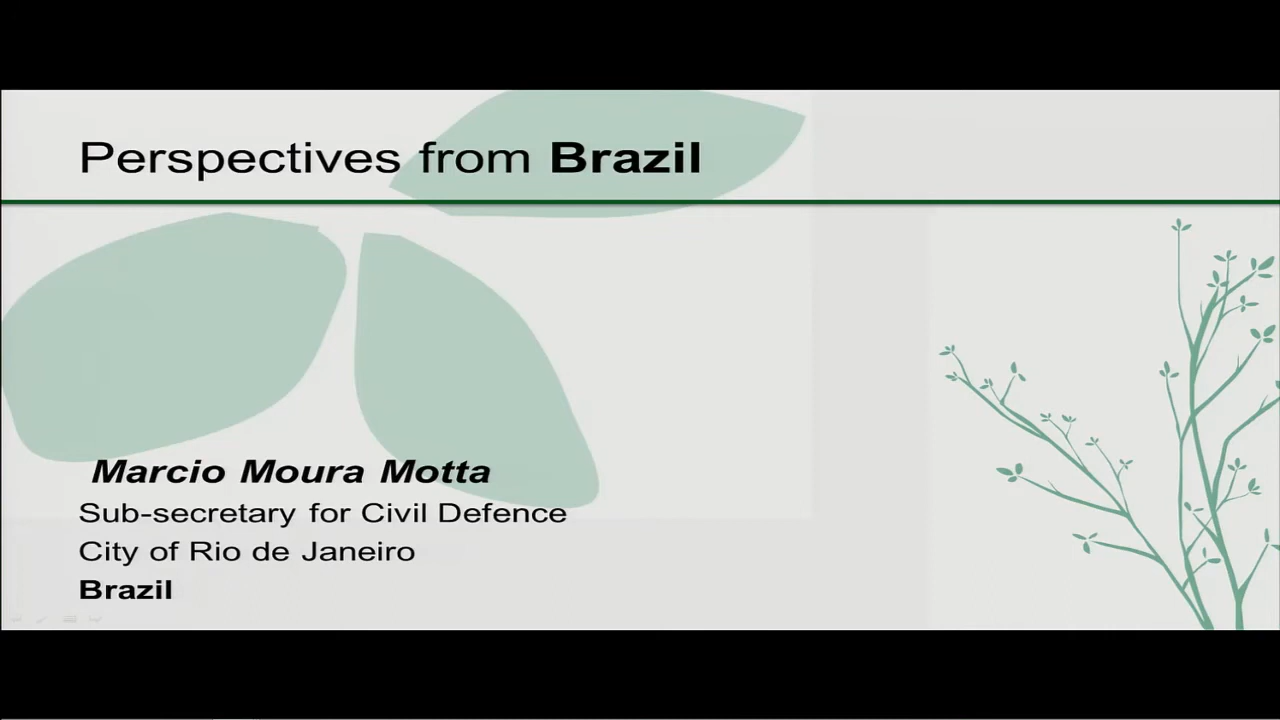 Perspectives from Brazil
Marcio Moura Motta
Sub-secretary for Civil Defence
City of Rio de Janeiro
Brazil